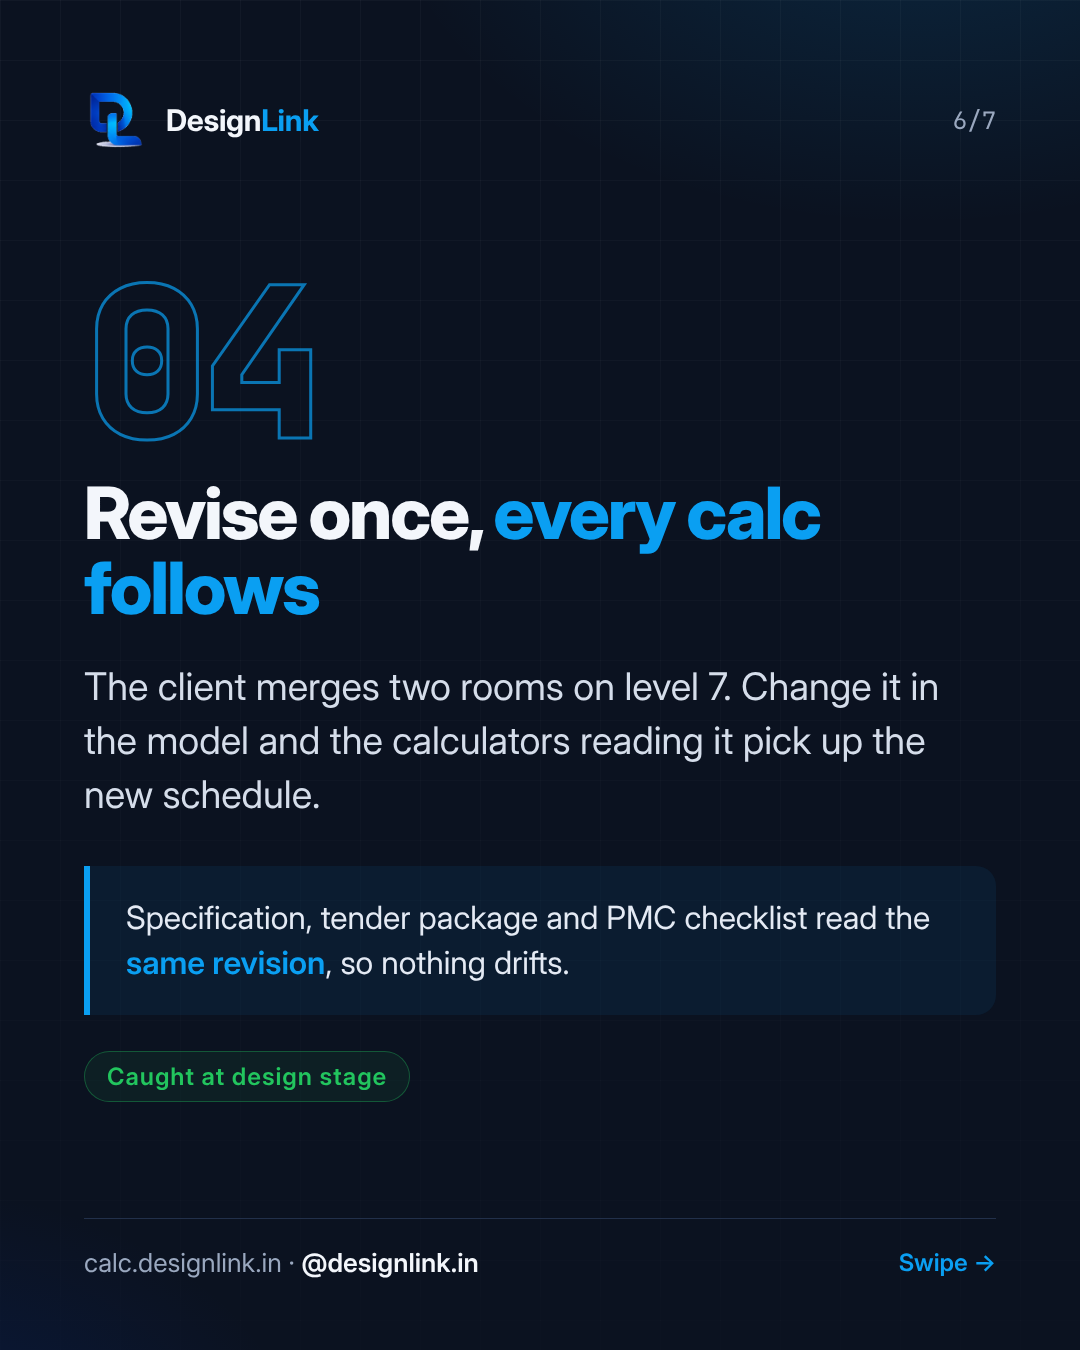 DesignLink
6/7
04
Revise once, every calc
follows
The client merges two rooms on level 7. Change it in
the model and the calculators reading it pick up the
new schedule.
Specification, tender package and PMC checklist read the
same revision, so nothing drifts.
Caught at design stage
calc.designlink.in · @designlink.in
Swipe →